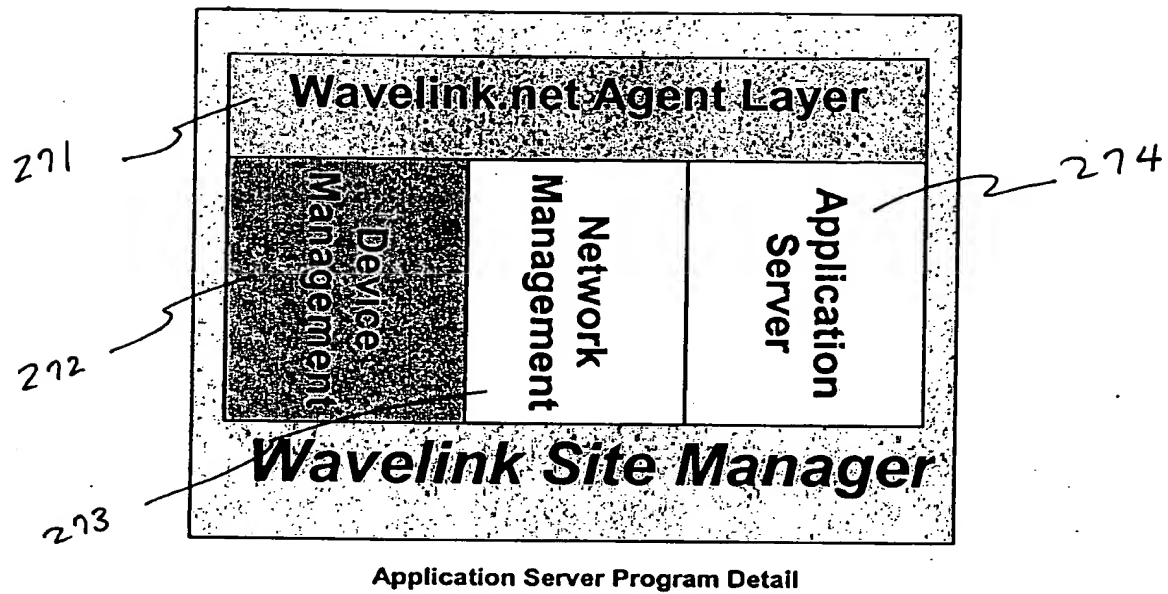 Wavelink.net Agent Layer
271
274
Device
Management
Network
Management
Application
Server
272
Wavelink Site Manager
273
Application Server Program Detail